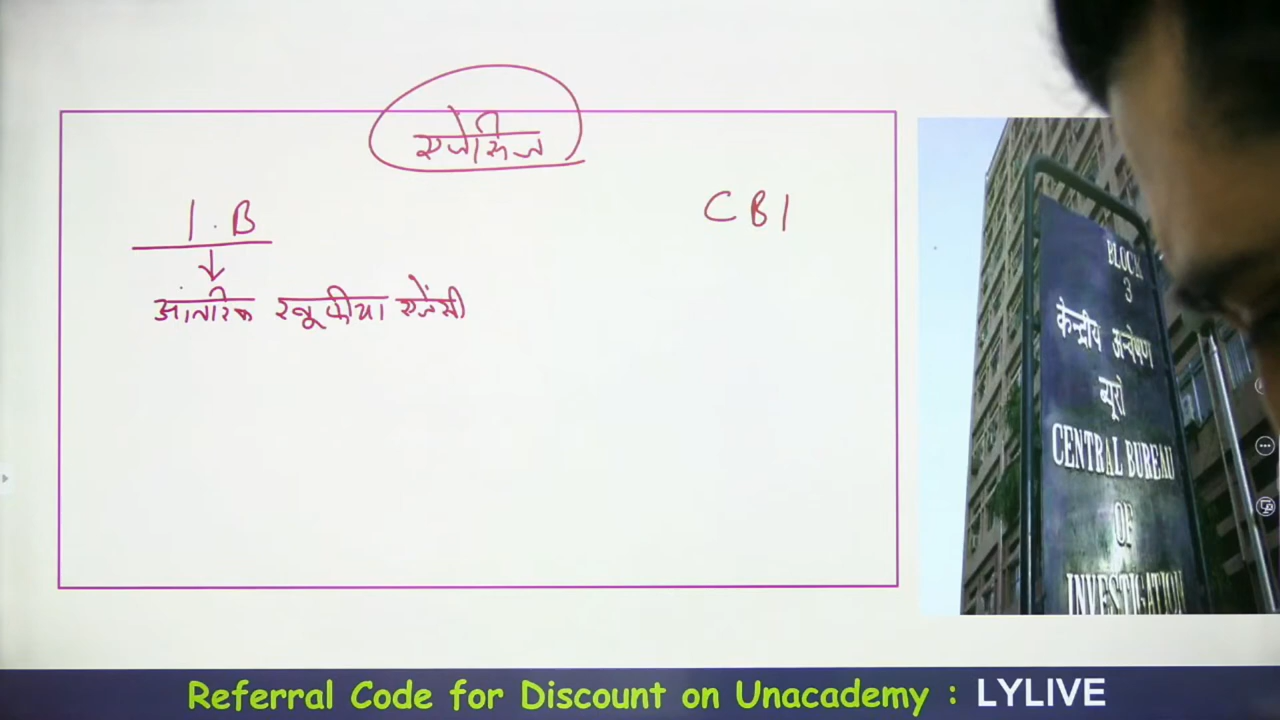 एजेंसिज
I.B
CBI
आंतरिक खूफीया एजेंसी
BLOCK
3
केन्द्रीय अन्वेषण
ब्यूरो
CENTRAL BUREAU
OF
INVESTIGATION
Referral Code for Discount on Unacademy : LYLIVE